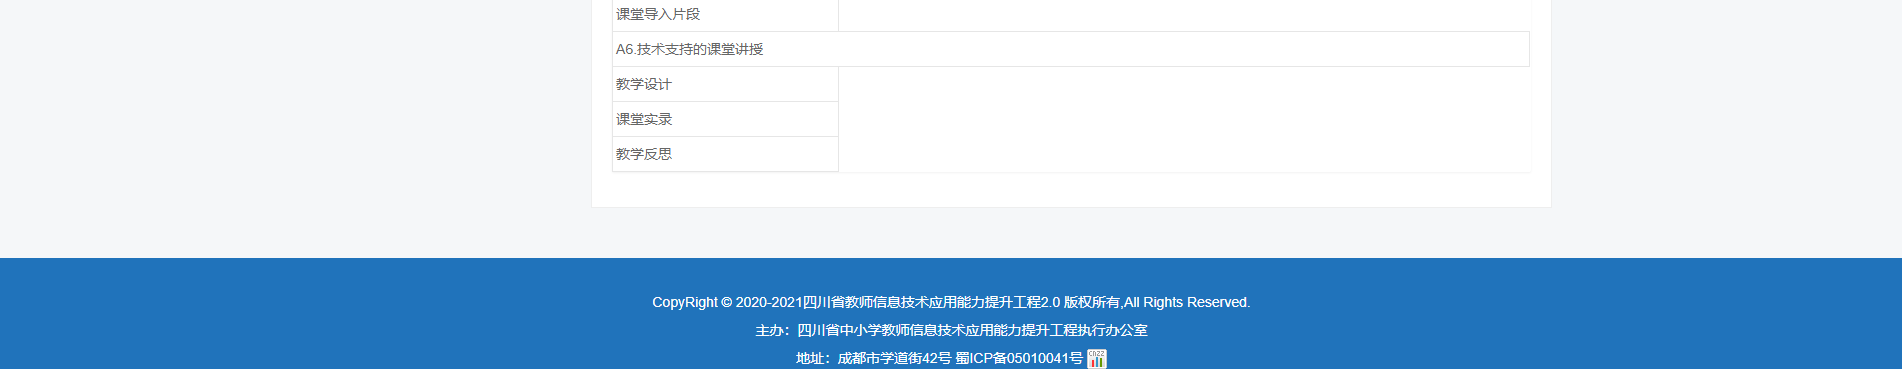 课堂导入片段
A6.技术支持的课堂讲授
教学设计
课堂实录
教学反思
CopyRight © 2020-2021四川省教师信息技术应用能力提升工程2.0 版权所有,All Rights Reserved.
主办：四川省中小学教师信息技术应用能力提升工程执行办公室
地址：成都市学道街42号 蜀ICP备05010041号 CNZZ